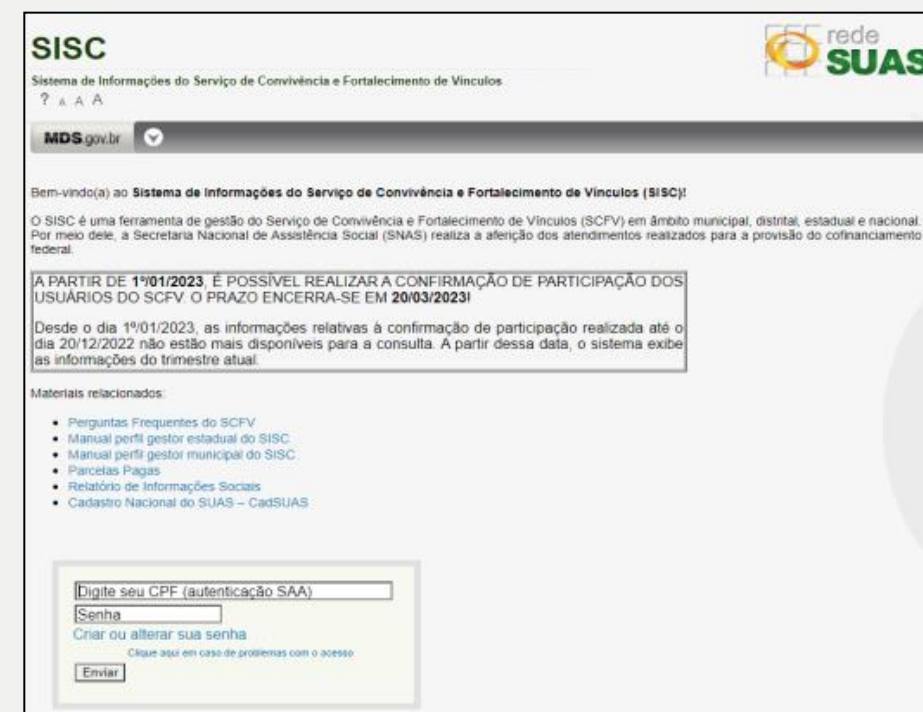 SISC
rede
SUAS
Sistema de Informações do Serviço de Convivência e Fortalecimento de Vínculos
? A A A
MDS.gov.br
Bem-vindo(a) ao Sistema de Informações do Serviço de Convivência e Fortalecimento de Vínculos (SISC)!
O SISC é uma ferramenta de gestão do Serviço de Convivência e Fortalecimento de Vínculos (SCFV) em âmbito municipal, distrital, estadual e nacional.
Por meio dele, a Secretaria Nacional de Assistência Social (SNAS) realiza a aferição dos atendimentos realizados para a provisão do cofinanciamento
federal.
A PARTIR DE 1º/01/2023, É POSSÍVEL REALIZAR A CONFIRMAÇÃO DE PARTICIPAÇÃO DOS
USUÁRIOS DO SCFV. O PRAZO ENCERRA-SE EM 20/03/2023!
Desde o dia 1º/01/2023, as informações relativas à confirmação de participação realizada até o
dia 20/12/2022 não estão mais disponíveis para a consulta. A partir dessa data, o sistema exibe
as informações do trimestre atual.
Materiais relacionados:
Perguntas Frequentes do SCFV
Manual perfil gestor estadual do SISC
Manual perfil gestor municipal do SISC
Parcelas Pagas
Relatório de Informações Sociais
Cadastro Nacional do SUAS – CadSUAS
Digite seu CPF (autenticação SAA)
Senha
Criar ou alterar sua senha
Clique aqui em caso de problemas com o acesso
Enviar